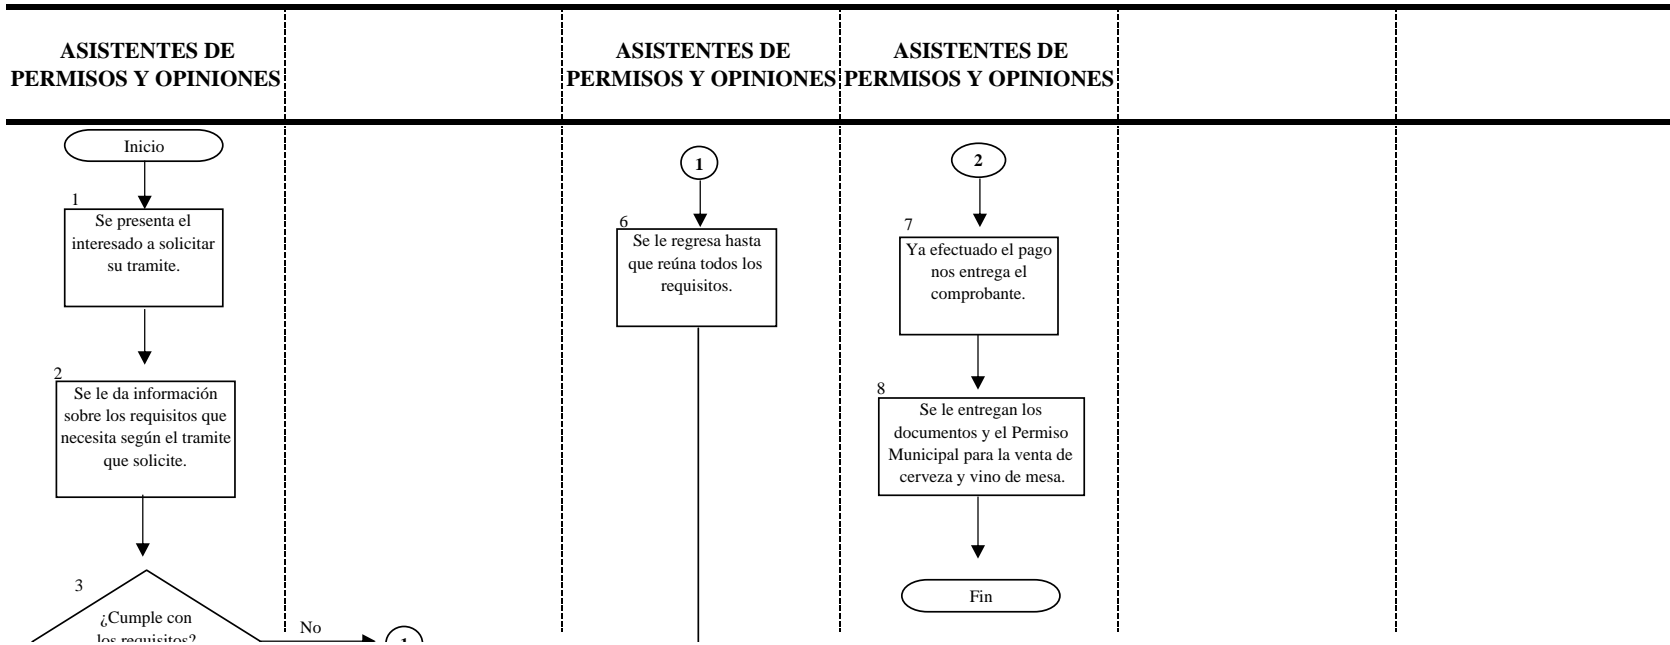 ASISTENTES DE
PERMISOS Y OPINIONES
ASISTENTES DE
PERMISOS Y OPINIONES
ASISTENTES DE
PERMISOS Y OPINIONES
Inicio
1
Se presenta el
interesado a solicitar
su tramite.
2
Se le da información
sobre los requisitos que
necesita según el tramite
que solicite.
3
¿Cumple con
los requisitos?
No
1
1
6
Se le regresa hasta
que reúna todos los
requisitos.
2
7
Ya efectuado el pago
nos entrega el
comprobante.
8
Se le entregan los
documentos y el Permiso
Municipal para la venta de
cerveza y vino de mesa.
Fin